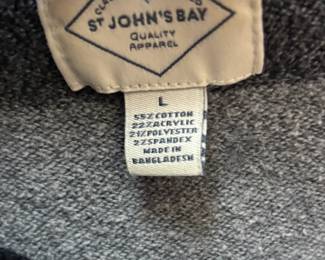 ST JOHN'S BAY
QUALITY
APPAREL
L
55% COTTON
22% ACRYLIC
21% POLYESTER
2% SPANDEX
MADE IN
BANGLADESH